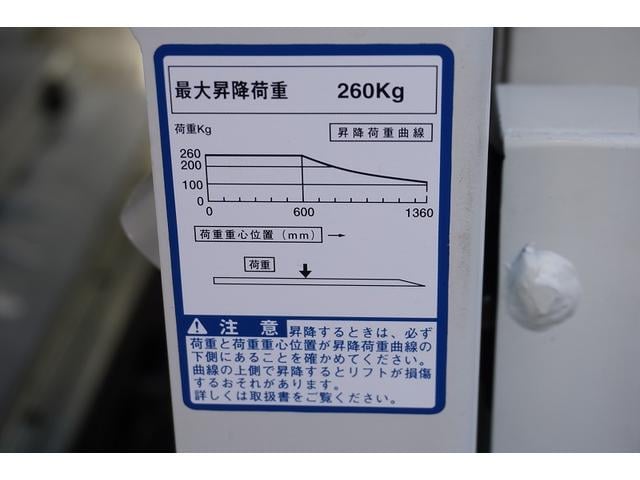 最大昇降荷重 260Kg
荷重Kg
昇降荷重曲線
260
200
100
0
0 600 1360
荷重重心位置(mm) →
荷重
注意 昇降するときは、必ず
荷重と荷重重心位置が昇降荷重曲線の
下側にあることを確かめてください。
曲線の上側で昇降するとリフトが損傷
するおそれがあります。
詳しくは取扱書をご覧ください。